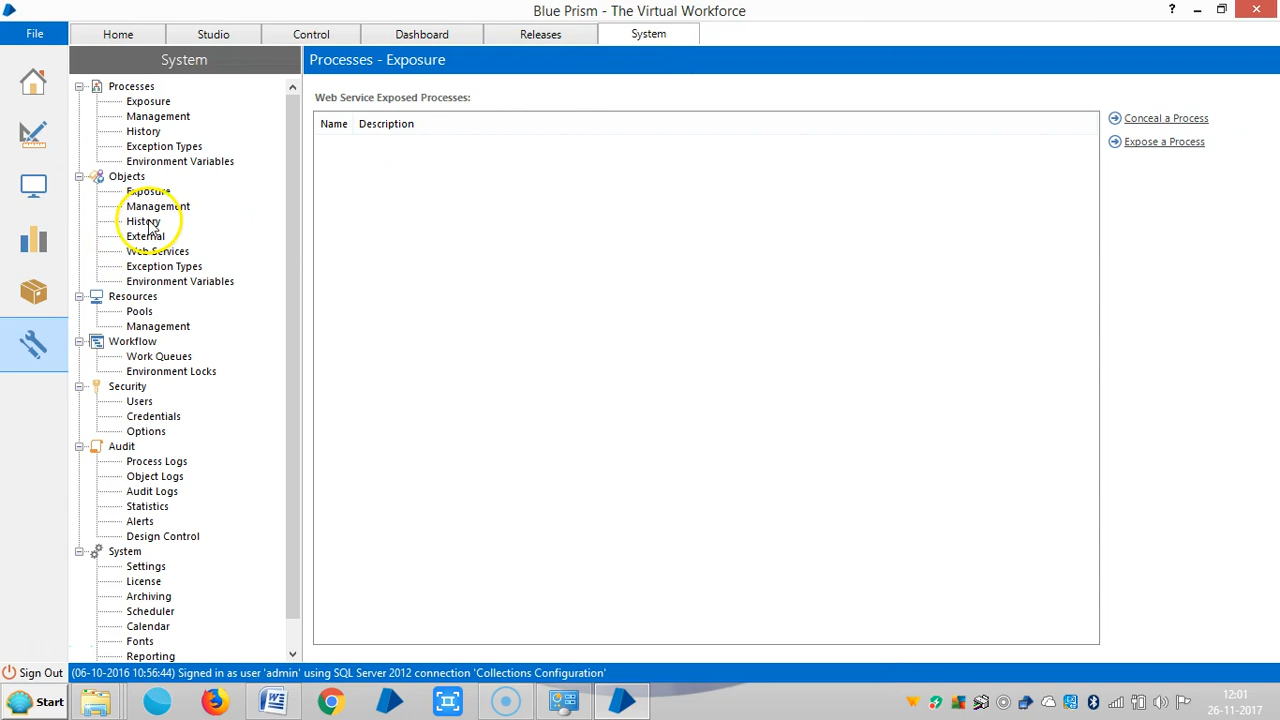 Blue Prism - The Virtual Workforce
?
File
Home
Studio
Control
Dashboard
Releases
System
System
Processes
Exposure
Management
History
Exception Types
Environment Variables
Objects
Exposure
Management
History
External
Web Services
Exception Types
Environment Variables
Resources
Pools
Management
Workflow
Work Queues
Environment Locks
Security
Users
Credentials
Options
Audit
Process Logs
Object Logs
Audit Logs
Statistics
Alerts
Design Control
System
Settings
License
Archiving
Scheduler
Calendar
Fonts
Reporting
Processes - Exposure
Web Service Exposed Processes:
Name Description
Conceal a Process
Expose a Process
Sign Out
(06-10-2016 10:56:44) Signed in as user 'admin' using SQL Server 2012 connection 'Collections Configuration'
Start
12:01
26-11-2017